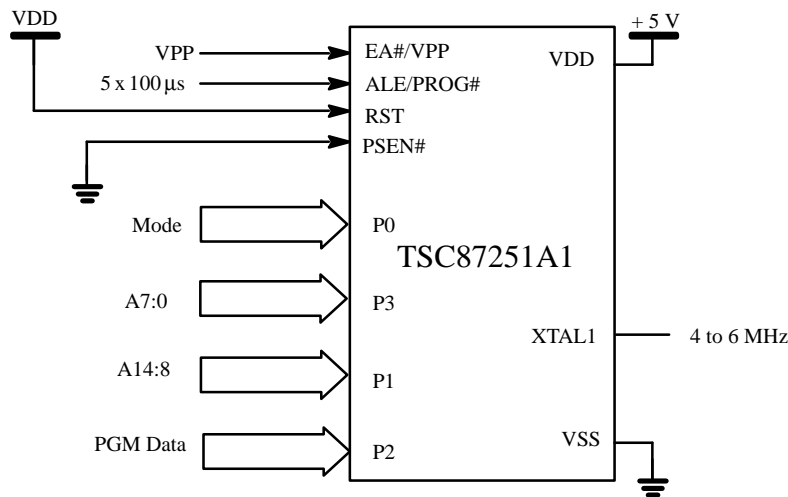 VDD
+ 5 V
VPP
EA#/VPP
VDD
5 x 100 μs
ALE/PROG#
RST
PSEN#
Mode
P0
TSC87251A1
A7:0
P3
XTAL1
4 to 6 MHz
A14:8
P1
PGM Data
P2
VSS